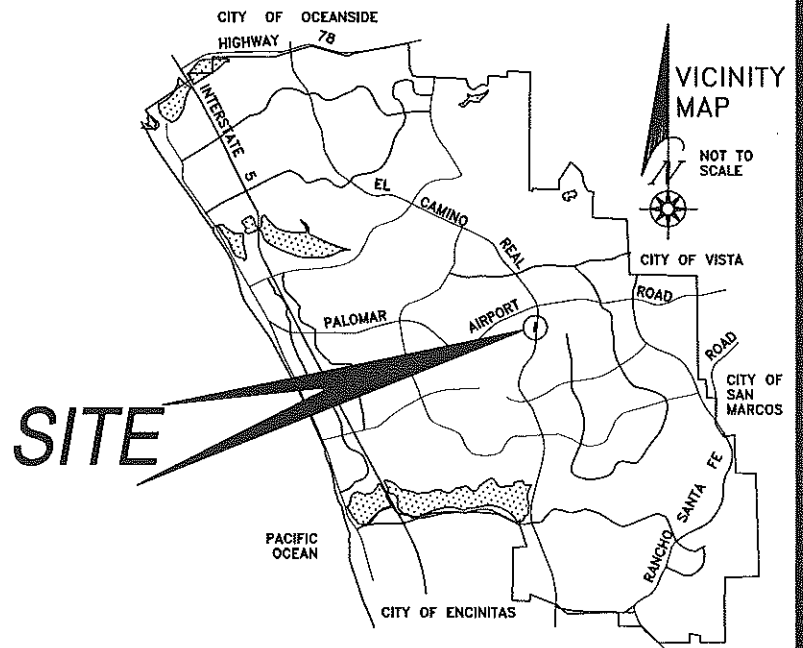 CITY OF OCEANSIDE
HIGHWAY 78
INTERSTATE 5
VICINITY
MAP
N
NOT TO
SCALE
EL CAMINO REAL
CITY OF VISTA
PALOMAR AIRPORT ROAD
ROAD
CITY OF
SAN
MARCOS
SITE
RANCHO SANTA FE
PACIFIC
OCEAN
CITY OF ENCINITAS